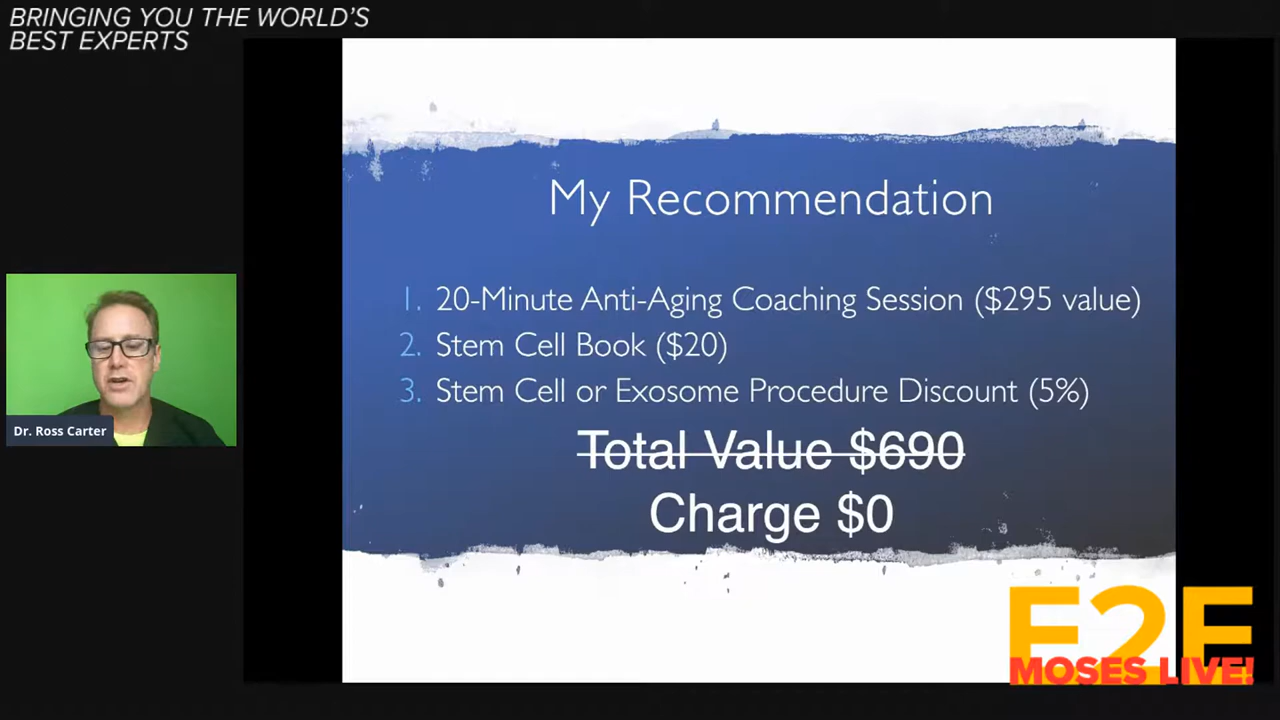 BRINGING YOU THE WORLD'S
BEST EXPERTS
My Recommendation
1. 20-Minute Anti-Aging Coaching Session ($295 value)
2. Stem Cell Book ($20)
3. Stem Cell or Exosome Procedure Discount (5%)
Total Value $690
Charge $0
Dr. Ross Carter
E2E
MOSES LIVE!